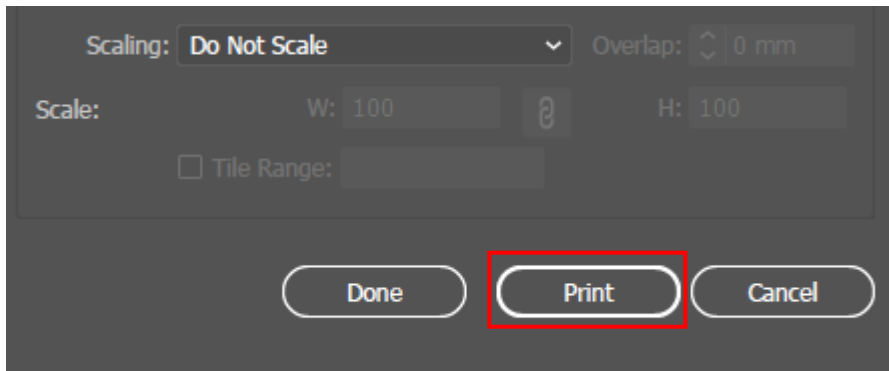 Scaling: Do Not Scale Overlap: 0 mm
Scale: W: 100 H: 100
Tile Range:
Done Print Cancel